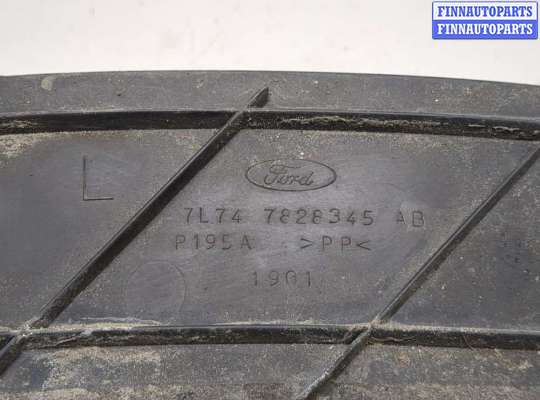 FINNAUTOPARTS
FINNAUTOPARTS
L
Ford
7L74 7828345 AB
P195A >PP<
1901